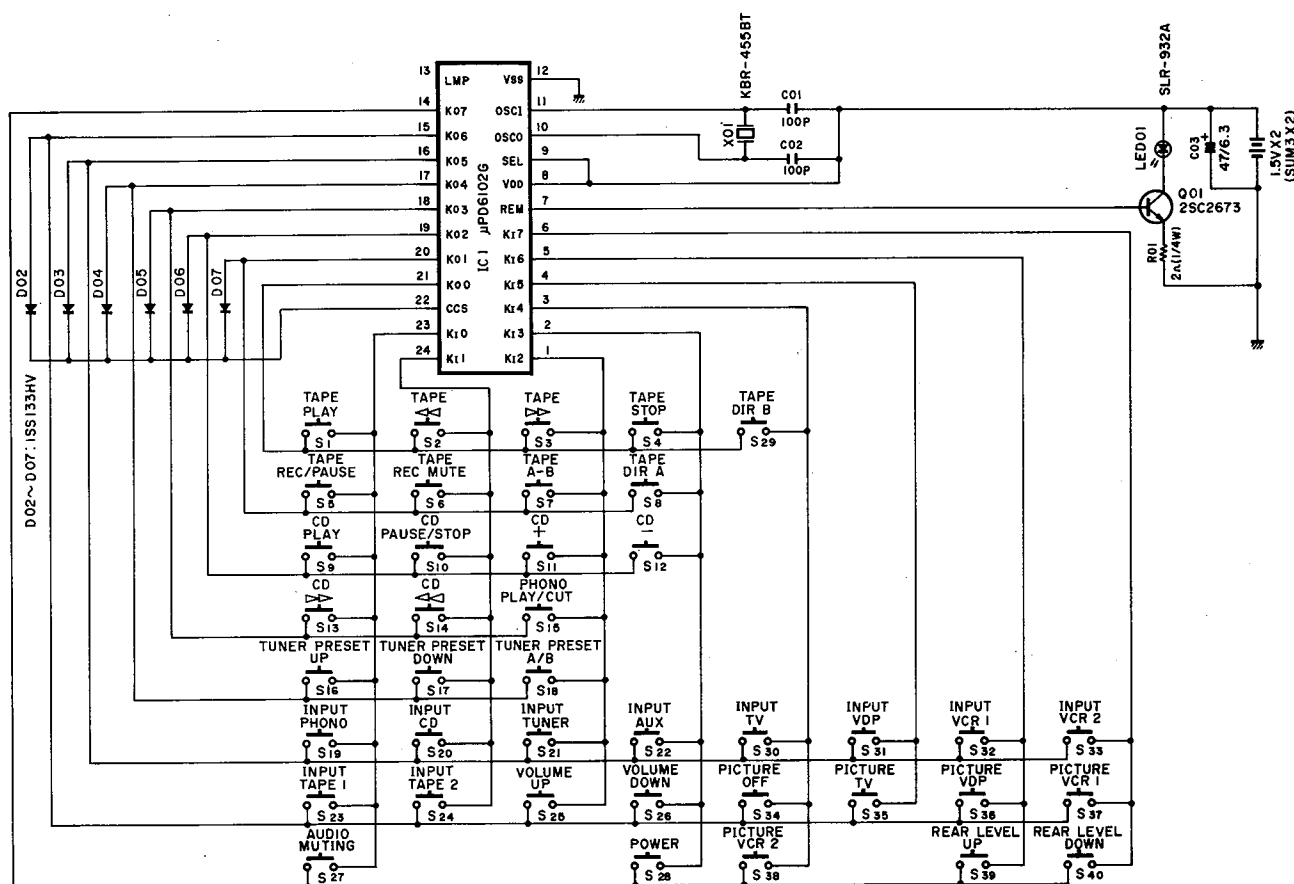 KBR-455BT
SLR-932A
13 LMP VSS 12
14 KO7 OSCI 11
15 KO6 OSCO 10
16 KO5 SEL 9
17 KO4 VDD 8
18 KO3 REM 7
19 KO2 KI7 6
20 KO1 KI6 5
21 KO0 KI5 4
22 CCS KI4 3
23 KI0 KI3 2
24 KI1 KI2 1
IC1 μPD6102G
X01
C01
100P
C02
100P
LED01
C03 +
47/6.3
1.5V X 2
(SUM3 X 2)
Q01
2SC2673
R01
2Ω(1/4W)
D02 D03 D04 D05 D06 D07
D02~D07:1SS133HV
TAPE PLAY S1
TAPE S2
TAPE S3
TAPE STOP S4
TAPE DIR B S29
TAPE REC/PAUSE S5
TAPE REC MUTE S6
TAPE A-B S7
TAPE DIR A S8
CD PLAY S9
CD PAUSE/STOP S10
CD + S11
CD − S12
CD S13
CD S14
PHONO PLAY/CUT S15
TUNER PRESET UP S16
TUNER PRESET DOWN S17
TUNER PRESET A/B S18
INPUT PHONO S19
INPUT CD S20
INPUT TUNER S21
INPUT AUX S22
INPUT TV S30
INPUT VDP S31
INPUT VCR 1 S32
INPUT VCR 2 S33
INPUT TAPE 1 S23
INPUT TAPE 2 S24
VOLUME UP S25
VOLUME DOWN S26
PICTURE OFF S34
PICTURE TV S35
PICTURE VDP S36
PICTURE VCR 1 S37
AUDIO MUTING S27
POWER S28
PICTURE VCR 2 S38
REAR LEVEL UP S39
REAR LEVEL DOWN S40